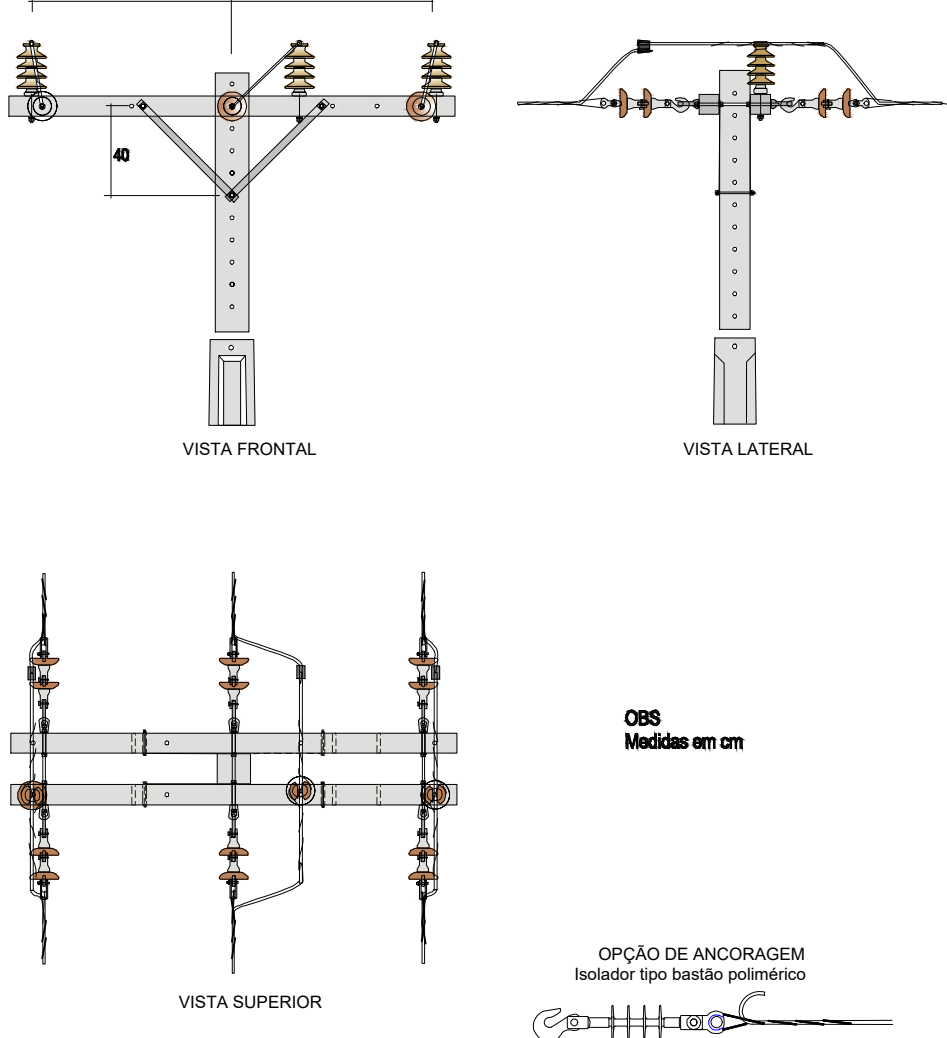 40
VISTA FRONTAL
VISTA LATERAL
OBS
Medidas em cm
VISTA SUPERIOR
OPÇÃO DE ANCORAGEM
Isolador tipo bastão polimérico